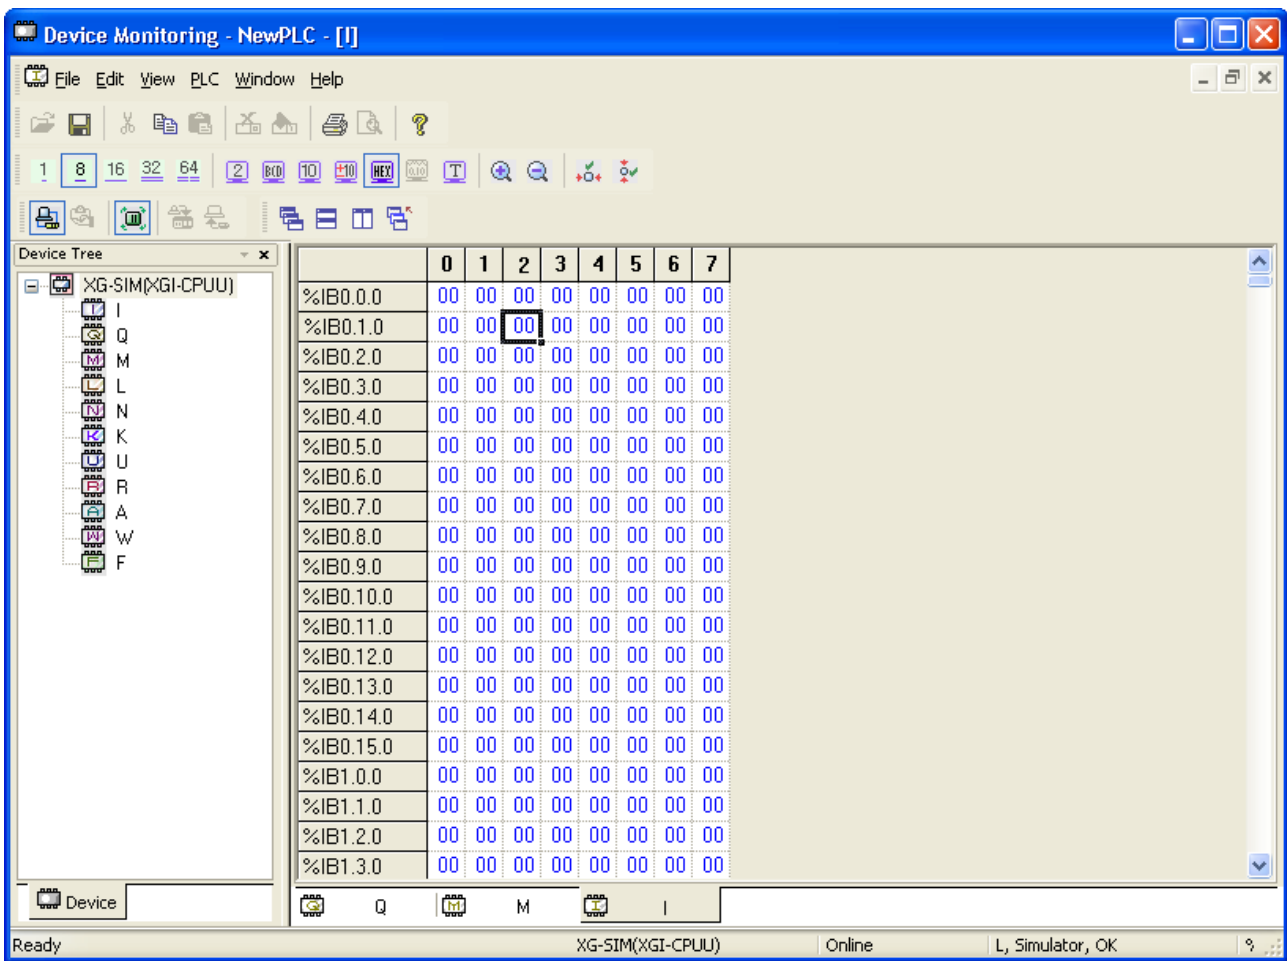 Device Monitoring - NewPLC - [I]
File Edit View PLC Window Help
1 8 16 32 64 2 BCD 10 ±10 HEX 0.10 T
Device Tree
XG-SIM(XGI-CPUU)
I
Q
M
L
N
K
U
R
A
W
F
0 1 2 3 4 5 6 7
%IB0.0.0 00 00 00 00 00 00 00 00
%IB0.1.0 00 00 00 00 00 00 00 00
%IB0.2.0 00 00 00 00 00 00 00 00
%IB0.3.0 00 00 00 00 00 00 00 00
%IB0.4.0 00 00 00 00 00 00 00 00
%IB0.5.0 00 00 00 00 00 00 00 00
%IB0.6.0 00 00 00 00 00 00 00 00
%IB0.7.0 00 00 00 00 00 00 00 00
%IB0.8.0 00 00 00 00 00 00 00 00
%IB0.9.0 00 00 00 00 00 00 00 00
%IB0.10.0 00 00 00 00 00 00 00 00
%IB0.11.0 00 00 00 00 00 00 00 00
%IB0.12.0 00 00 00 00 00 00 00 00
%IB0.13.0 00 00 00 00 00 00 00 00
%IB0.14.0 00 00 00 00 00 00 00 00
%IB0.15.0 00 00 00 00 00 00 00 00
%IB1.0.0 00 00 00 00 00 00 00 00
%IB1.1.0 00 00 00 00 00 00 00 00
%IB1.2.0 00 00 00 00 00 00 00 00
%IB1.3.0 00 00 00 00 00 00 00 00
Device
Q M I
Ready XG-SIM(XGI-CPUU) Online L, Simulator, OK